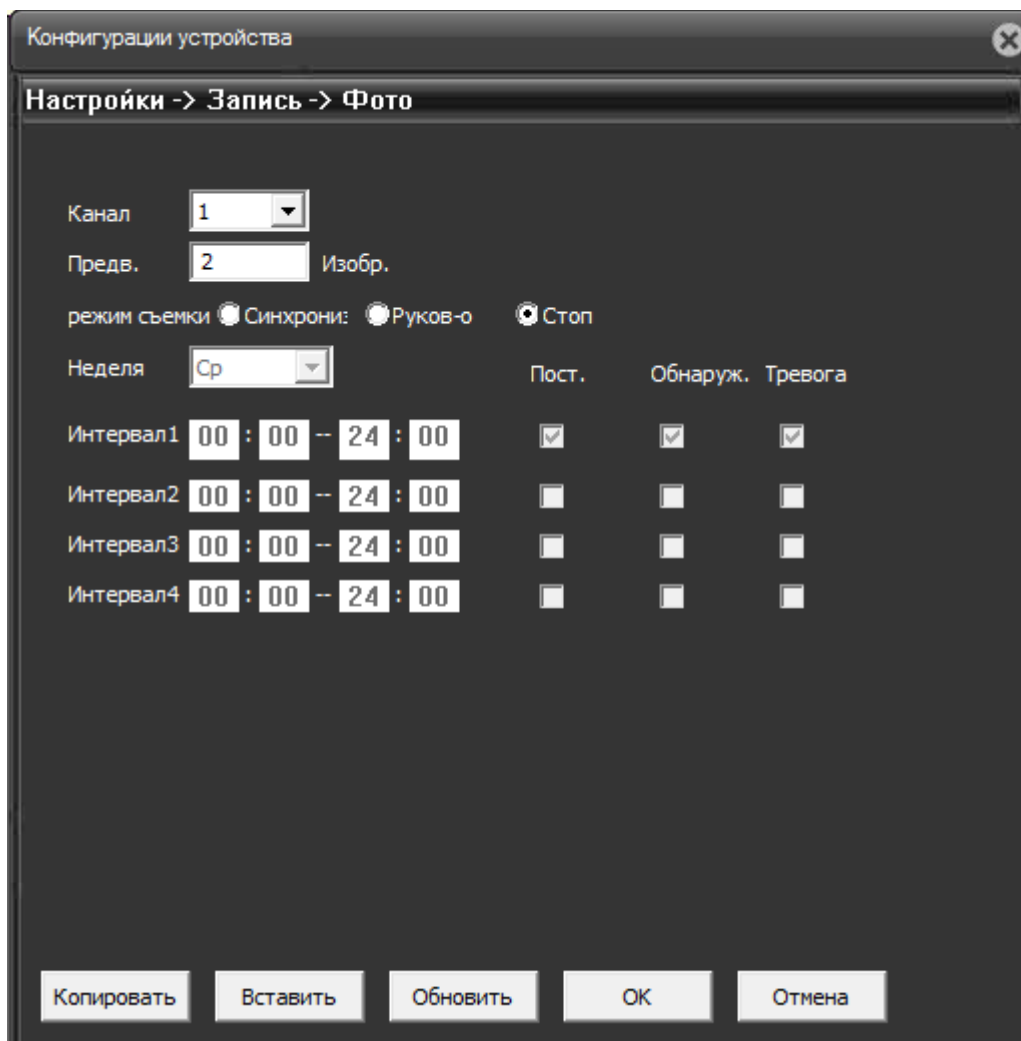 Конфигурации устройства
Настройки -> Запись -> Фото
Канал 1
Предв. 2 Изобр.
режим съемки Синхрониз Руков-о Стоп
Неделя Ср Пост. Обнаруж. Тревога
Интервал1 00 : 00 -- 24 : 00
Интервал2 00 : 00 -- 24 : 00
Интервал3 00 : 00 -- 24 : 00
Интервал4 00 : 00 -- 24 : 00
Копировать Вставить Обновить OK Отмена